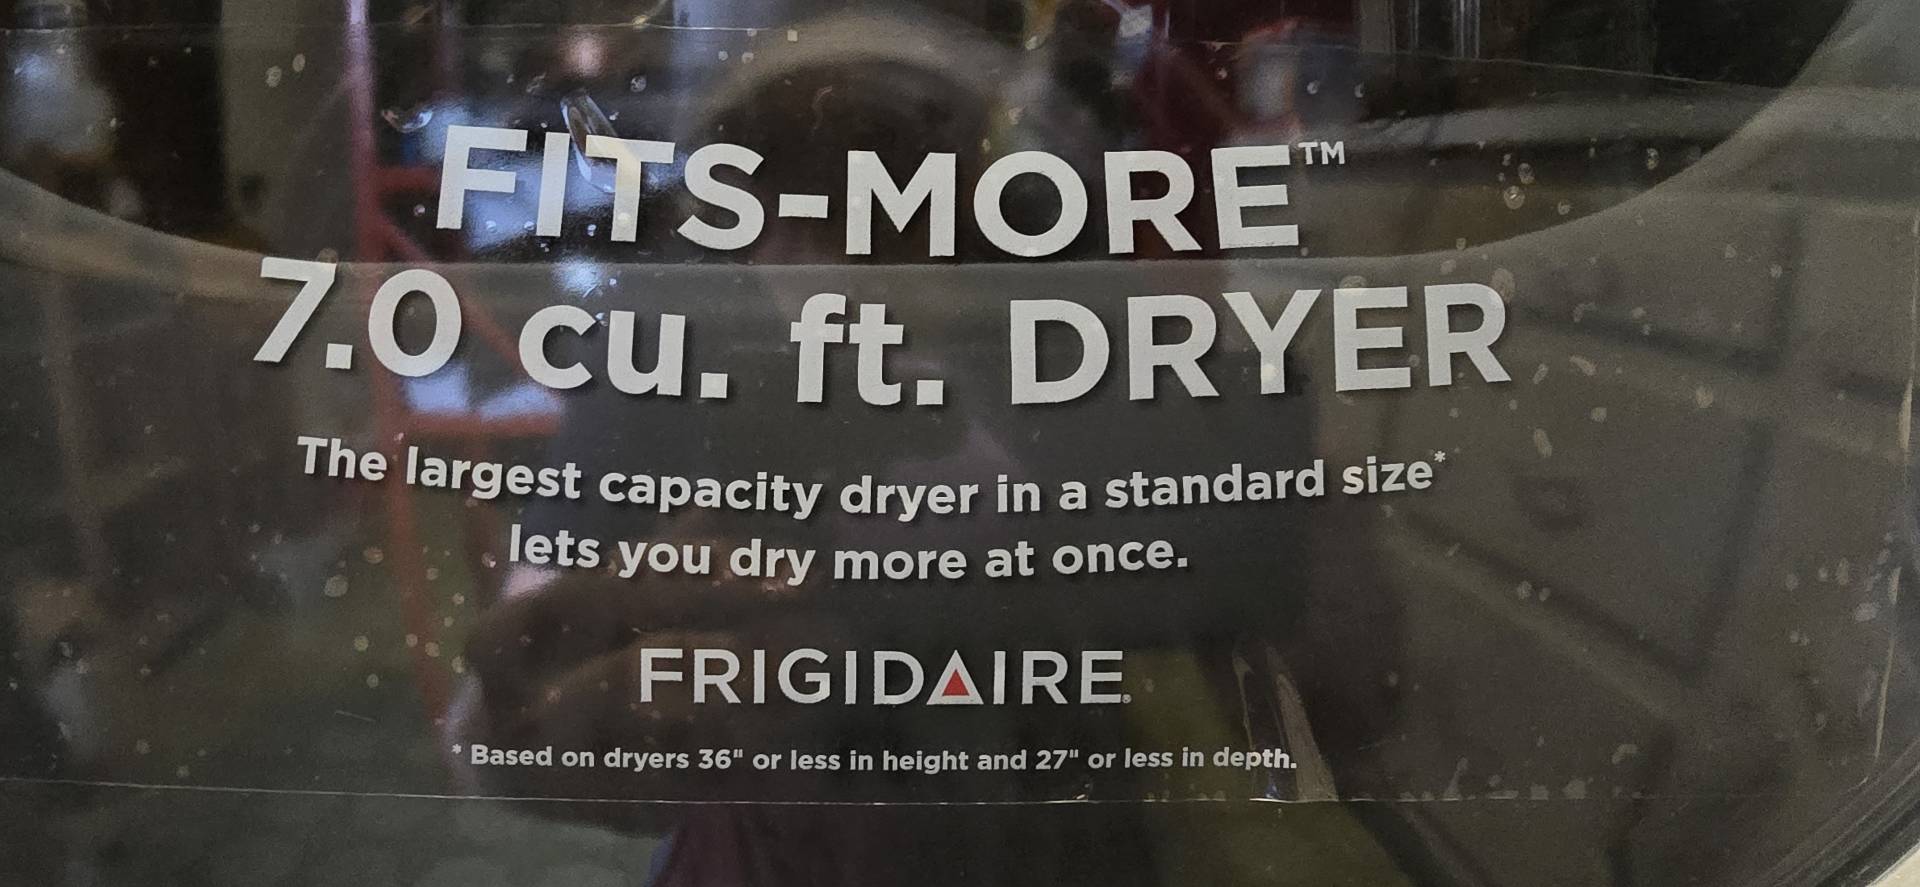 FITS-MORE™
7.0 cu. ft. DRYER
The largest capacity dryer in a standard size*
lets you dry more at once.
FRIGIDAIRE®
* Based on dryers 36" or less in height and 27" or less in depth.